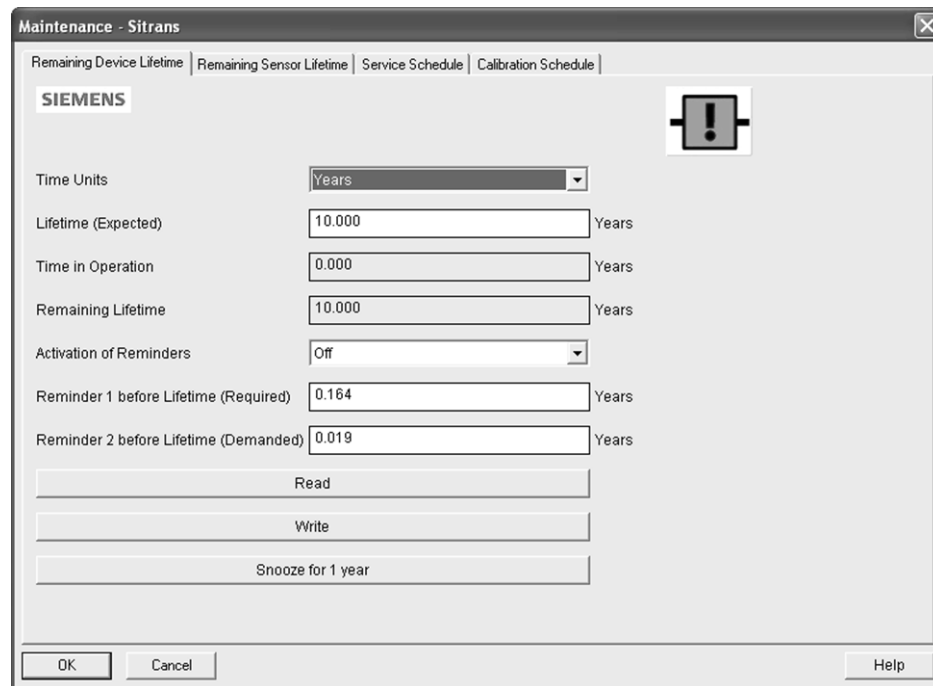 Maintenance - Sitrans
Remaining Device Lifetime Remaining Sensor Lifetime Service Schedule Calibration Schedule
SIEMENS
!
Time Units Years
Lifetime (Expected) 10.000 Years
Time in Operation 0.000 Years
Remaining Lifetime 10.000 Years
Activation of Reminders Off
Reminder 1 before Lifetime (Required) 0.164 Years
Reminder 2 before Lifetime (Demanded) 0.019 Years
Read
Write
Snooze for 1 year
OK Cancel Help